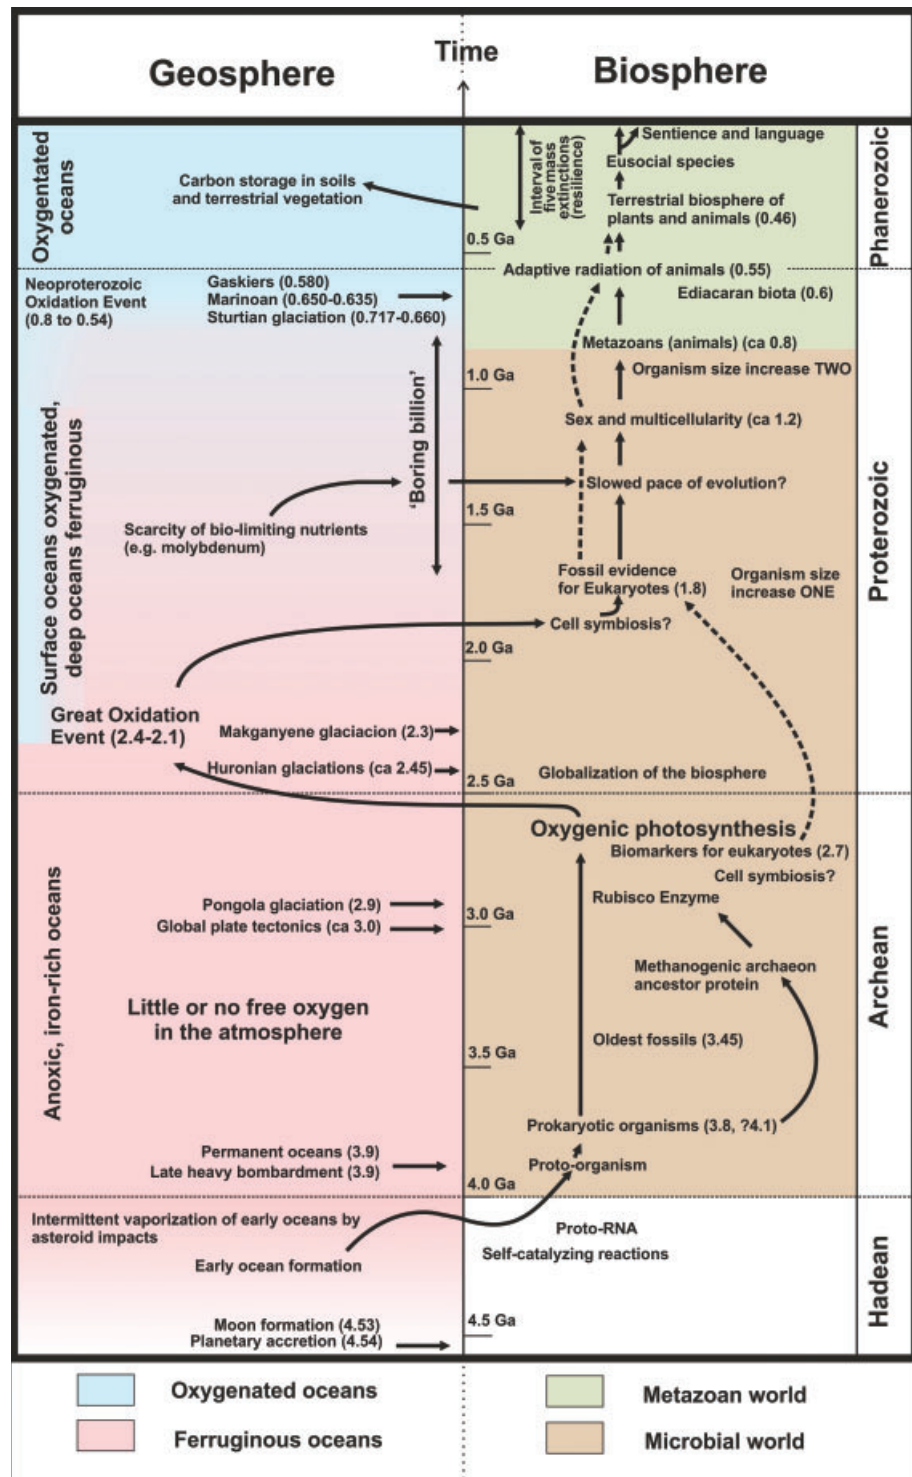 Time
Geosphere
Biosphere
Oxygentated
oceans
Carbon storage in soils
and terrestrial vegetation
Interval of
five mass
extinctions
(resilience)
Sentience and language
Eusocial species
Terrestrial biosphere of
plants and animals (0.46)
Phanerozoic
0.5 Ga
Adaptive radiation of animals (0.55)
Neoproterozoic
Oxidation Event
(0.8 to 0.54)
Gaskiers (0.580)
Marinoan (0.650-0.635)
Sturtian glaciation (0.717-0.660)
Ediacaran biota (0.6)
Metazoans (animals) (ca 0.8)
Organism size increase TWO
1.0 Ga
'Boring billion'
Sex and multicellularity (ca 1.2)
Slowed pace of evolution?
1.5 Ga
Scarcity of bio-limiting nutrients
(e.g. molybdenum)
Surface oceans oxygenated,
deep oceans ferruginous
Proterozoic
Fossil evidence
for Eukaryotes (1.8)
Organism size
increase ONE
Cell symbiosis?
2.0 Ga
Great Oxidation
Event (2.4-2.1)
Makganyene glaciacion (2.3)
Huronian glaciations (ca 2.45)
Globalization of the biosphere
2.5 Ga
Oxygenic photosynthesis
Biomarkers for eukaryotes (2.7)
Cell symbiosis?
Rubisco Enzyme
Pongola glaciation (2.9)
Global plate tectonics (ca 3.0)
3.0 Ga
Methanogenic archaeon
ancestor protein
Anoxic, iron-rich oceans
Little or no free oxygen
in the atmosphere
Archean
Oldest fossils (3.45)
3.5 Ga
Prokaryotic organisms (3.8, ?4.1)
Permanent oceans (3.9)
Late heavy bombardment (3.9)
Proto-organism
4.0 Ga
Intermittent vaporization of early oceans by
asteroid impacts
Early ocean formation
Proto-RNA
Self-catalyzing reactions
Hadean
Moon formation (4.53)
Planetary accretion (4.54)
4.5 Ga
Oxygenated oceans
Ferruginous oceans
Metazoan world
Microbial world